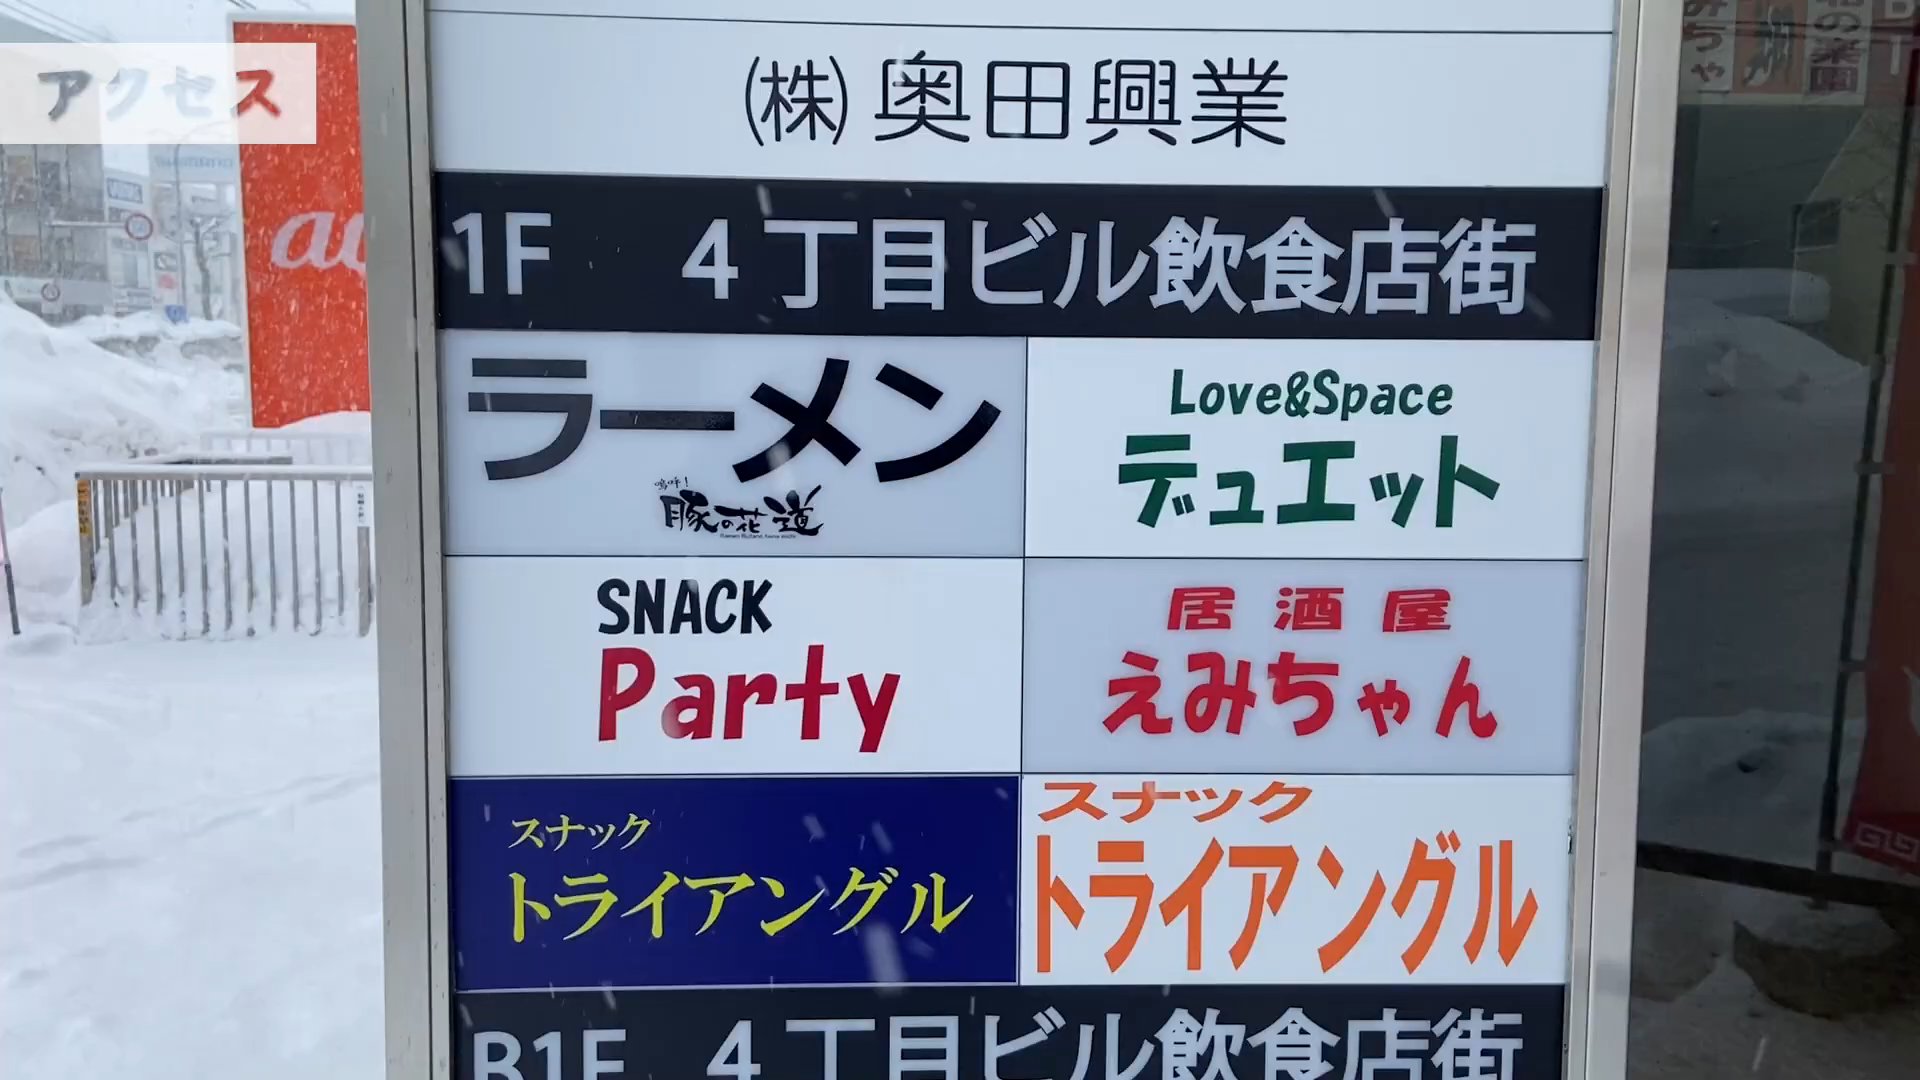 アクセス
㈱奥田興業
au
1F 4丁目ビル飲食店街
ラーメン
嗚呼!
豚の花道
Love&Space
デュエット
SNACK
Party
居酒屋
えみちゃん
スナック
トライアングル
スナック
トライアングル
B1F 4丁目ビル飲食店街